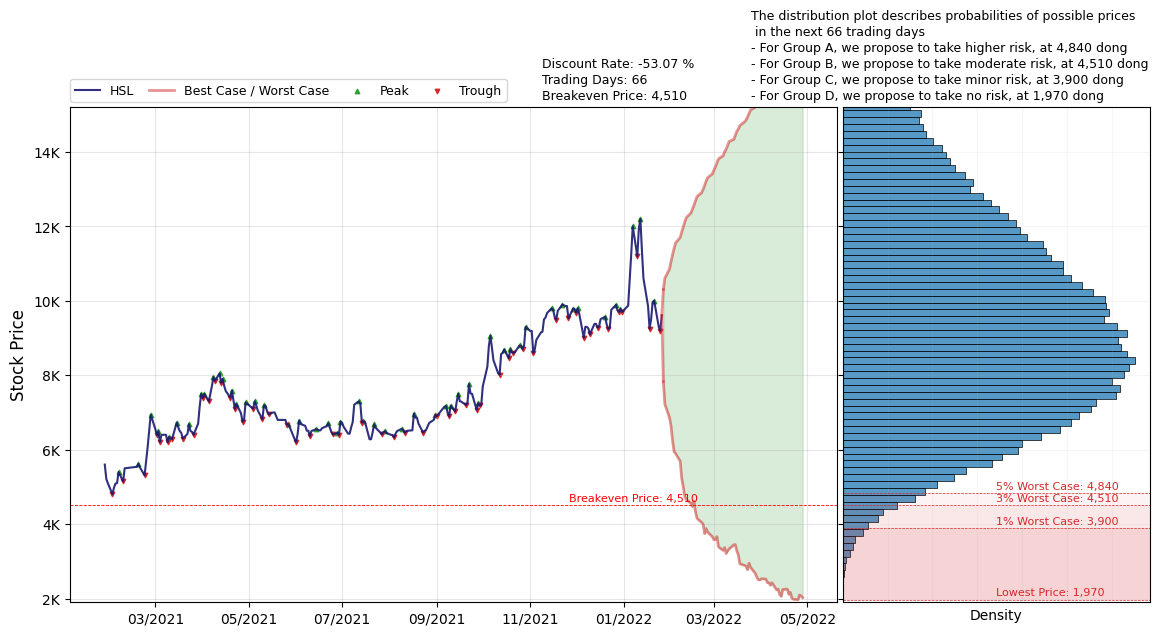 The distribution plot describes probabilities of possible prices
in the next 66 trading days
- For Group A, we propose to take higher risk, at 4,840 dong
- For Group B, we propose to take moderate risk, at 4,510 dong
- For Group C, we propose to take minor risk, at 3,900 dong
- For Group D, we propose to take no risk, at 1,970 dong
Discount Rate: -53.07 %
Trading Days: 66
Breakeven Price: 4,510
HSL
Best Case / Worst Case
Peak
Trough
Stock Price
14K
12K
10K
8K
6K
4K
2K
Breakeven Price: 4,510
5% Worst Case: 4,840
3% Worst Case: 4,510
1% Worst Case: 3,900
Lowest Price: 1,970
03/2021
05/2021
07/2021
09/2021
11/2021
01/2022
03/2022
05/2022
Density